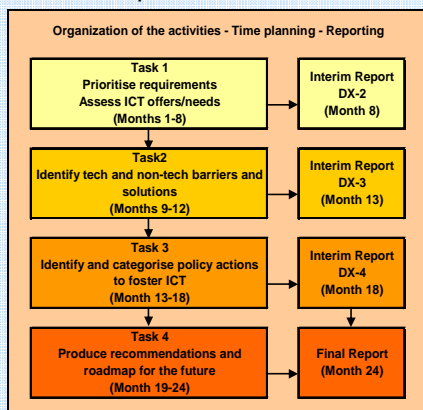 Organization of the activities - Time planning - Reporting
Task 1
Prioritise requirements
Assess ICT offers/needs
(Months 1-8)
Interim Report
DX-2
(Month 8)
Task2
Identify tech and non-tech barriers and
solutions
(Months 9-12)
Interim Report
DX-3
(Month 13)
Task 3
Identify and categorise policy actions
to foster ICT
(Month 13-18)
Interim Report
DX-4
(Month 18)
Task 4
Produce recommendations and
roadmap for the future
(Month 19-24)
Final Report
(Month 24)